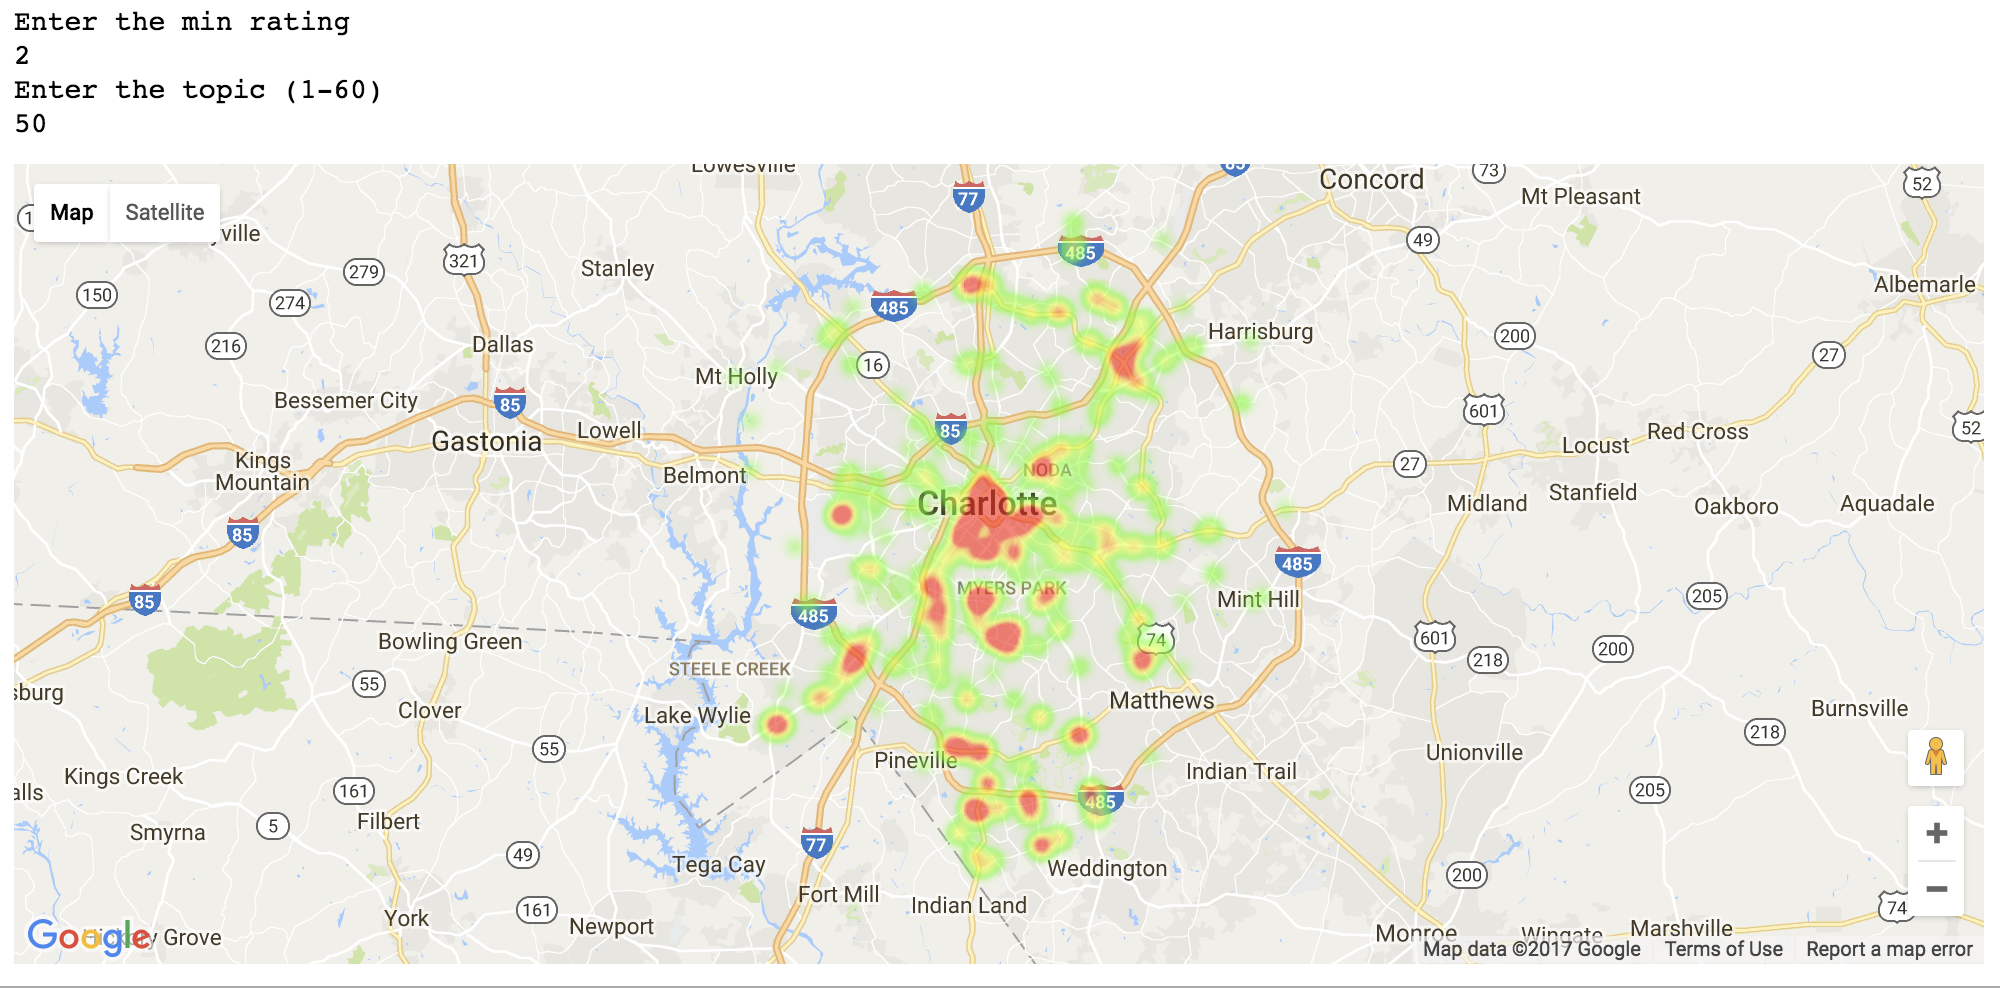 Enter the min rating
2
Enter the topic (1-60)
50
Lowesville
85
73
Concord
52
77
Mt Pleasant
Map Satellite
1
yville
49
485
321
Stanley
279
150
274
Albemarle
485
Harrisburg
200
216
Dallas
27
16
Mt Holly
Bessemer City
85
601
85
52
Gastonia
Lowell
Red Cross
Locust
Kings
Mountain
27
NODA
Belmont
Charlotte
Midland
Stanfield
Oakboro
Aquadale
85
485
85
MYERS PARK
Mint Hill
205
485
Bowling Green
74
601
200
218
STEELE CREEK
sburg
55
Clover
Matthews
Lake Wylie
Burnsville
218
55
Pineville
Unionville
Indian Trail
Kings Creek
alls
161
205
485
Smyrna
5
Filbert
77
49
Tega Cay
Weddington
200
Fort Mill
Indian Land
161
74
York
Newport
Google
Hickory Grove
Monroe
Wingate
Marshville
Map data ©2017 Google Terms of Use Report a map error